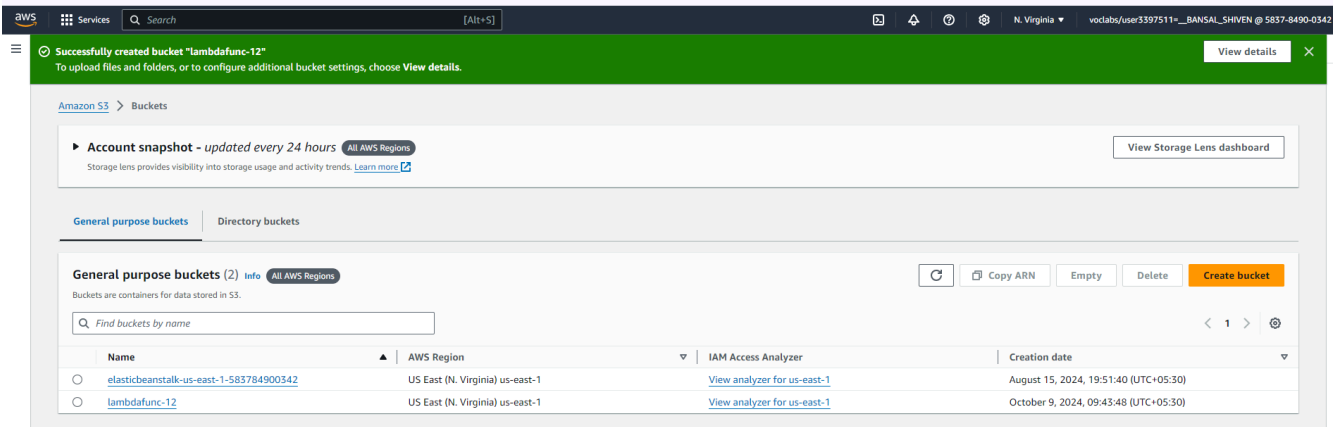 aws Services Search [Alt+S] N. Virginia ▼ voclabs/user3397511=__BANSAL_SHIVEN @ 5837-8490-0342
Successfully created bucket "lambdafunc-12"
To upload files and folders, or to configure additional bucket settings, choose View details.
View details
Amazon S3 > Buckets
Account snapshot - updated every 24 hours All AWS Regions
Storage lens provides visibility into storage usage and activity trends. Learn more
View Storage Lens dashboard
General purpose buckets Directory buckets
General purpose buckets (2) Info All AWS Regions
Buckets are containers for data stored in S3.
Copy ARN Empty Delete Create bucket
Find buckets by name
< 1 >
Name AWS Region IAM Access Analyzer Creation date
elasticbeanstalk-us-east-1-583784900342 US East (N. Virginia) us-east-1 View analyzer for us-east-1 August 15, 2024, 19:51:40 (UTC+05:30)
lambdafunc-12 US East (N. Virginia) us-east-1 View analyzer for us-east-1 October 9, 2024, 09:43:48 (UTC+05:30)